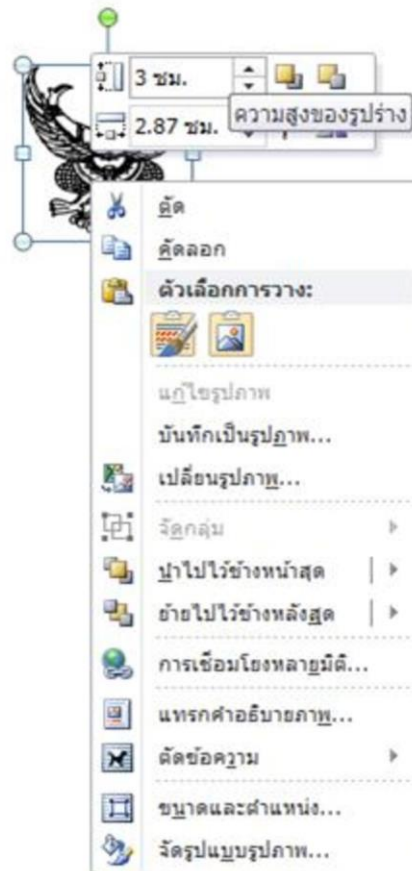 3 ซม.
2.87 ซม.
ความสูงของรูปร่าง
ตัด
คัดลอก
ตัวเลือกการวาง:
แก้ไขรูปภาพ
บันทึกเป็นรูปภาพ...
เปลี่ยนรูปภาพ...
จัดกลุ่ม
นำไปไว้ข้างหน้าสุด
ย้ายไปไว้ข้างหลังสุด
การเชื่อมโยงหลายมิติ...
แทรกคำอธิบายภาพ...
ตัดข้อความ
ขนาดและตำแหน่ง...
จัดรูปแบบรูปภาพ...